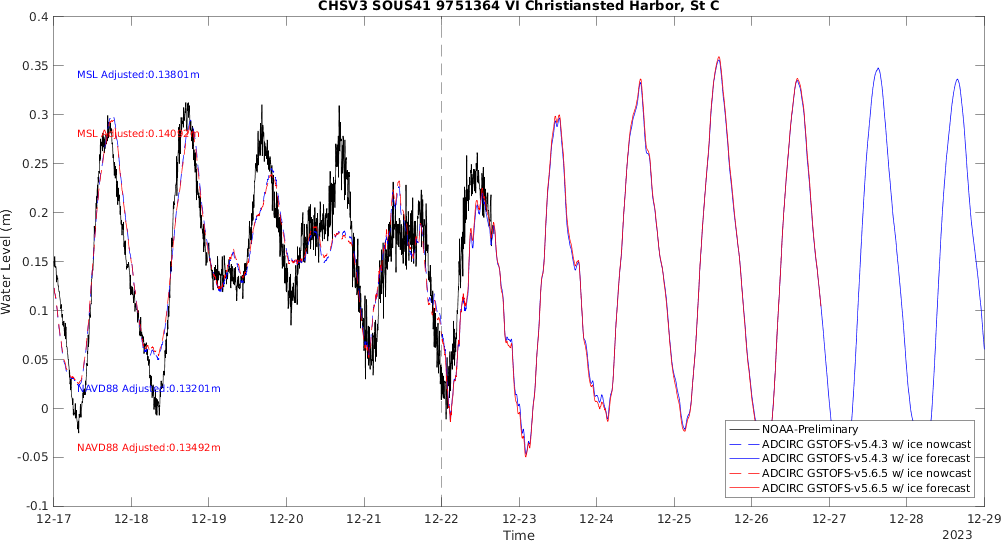 CHSV3 SOUS41 9751364 VI Christiansted Harbor, St C
0.4
0.35
0.3
0.25
0.2
0.15
0.1
0.05
0
-0.05
-0.1
Water Level (m)
MSL Adjusted:0.13801m
MSL Adjusted:0.14092m
NAVD88 Adjusted:0.13201m
NAVD88 Adjusted:0.13492m
NOAA-Preliminary
ADCIRC GSTOFS-v5.4.3 w/ ice nowcast
ADCIRC GSTOFS-v5.4.3 w/ ice forecast
ADCIRC GSTOFS-v5.6.5 w/ ice nowcast
ADCIRC GSTOFS-v5.6.5 w/ ice forecast
12-17 12-18 12-19 12-20 12-21 12-22 12-23 12-24 12-25 12-26 12-27 12-28 12-29
Time
2023